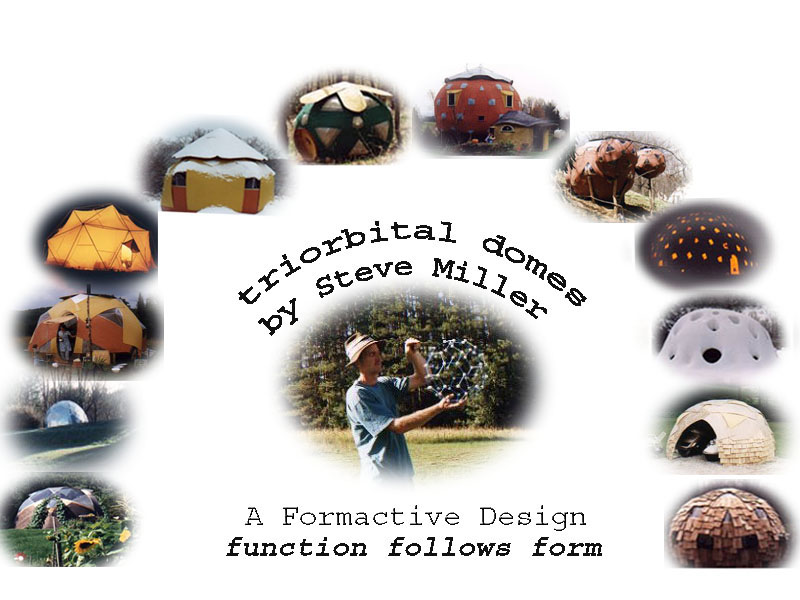 triorbital domes
by Steve Miller
A Formactive Design
function follows form